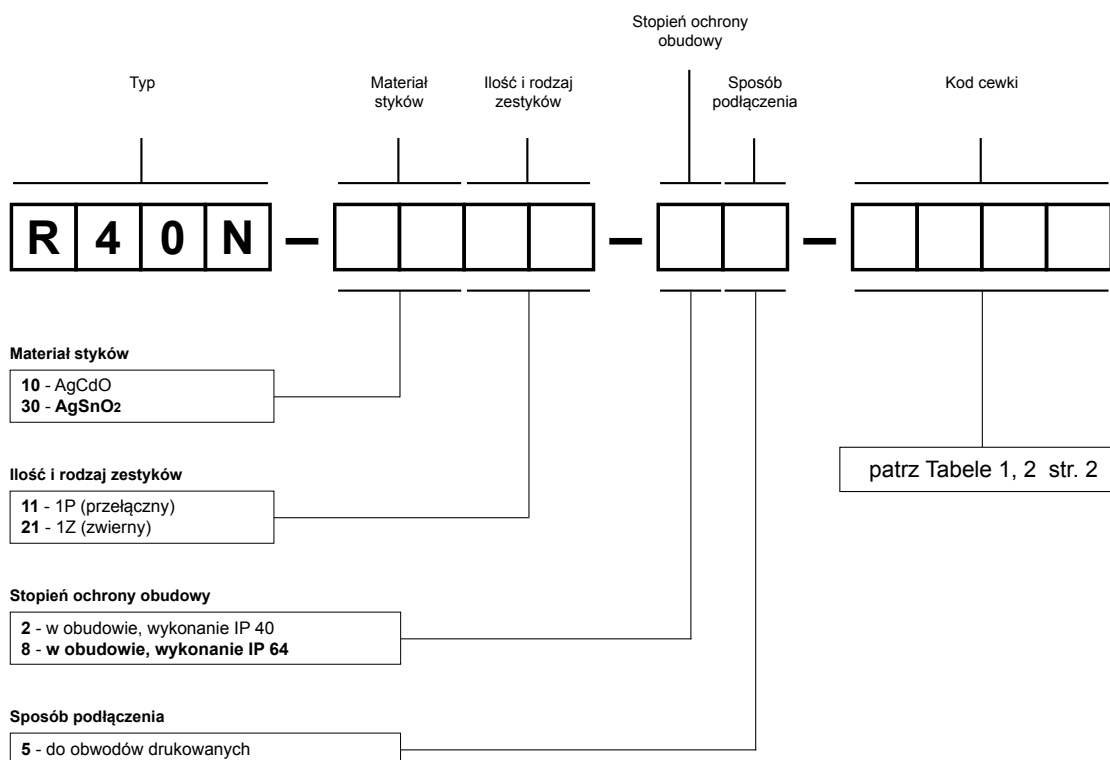 Stopień ochrony
obudowy
Typ
Materiał
styków
Ilość i rodzaj
zestyków
Sposób
podłączenia
Kod cewki
R 4 0 N – – –
Materiał styków
10 - AgCdO
30 - AgSnO2
patrz Tabele 1, 2 str. 2
Ilość i rodzaj zestyków
11 - 1P (przełączny)
21 - 1Z (zwierny)
Stopień ochrony obudowy
2 - w obudowie, wykonanie IP 40
8 - w obudowie, wykonanie IP 64
Sposób podłączenia
5 - do obwodów drukowanych